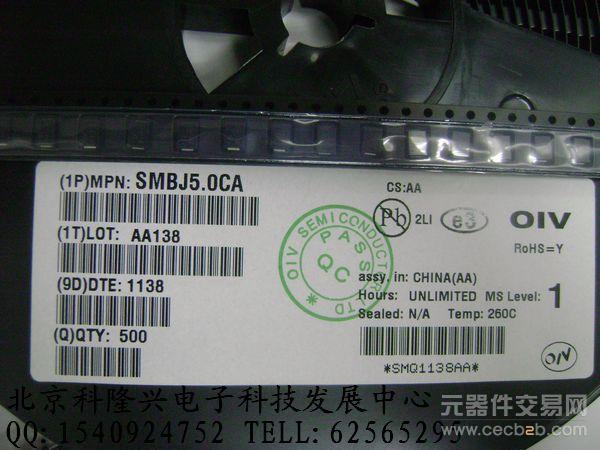 (1P)MPN: SMBJ5.0CA
(1T)LOT: AA138
(9D)DTE: 1138
(Q)QTY: 500
OIV SEMICONDUCTOR LTD
PASS
QC
CS:AA
Pb
2LI
e3
OIV
RoHS=Y
assy. in: CHINA(AA)
Hours: UNLIMITED MS Level: 1
Sealed: N/A Temp: 260C
*SMQ1138AA*
OIV
北京科隆兴电子科技发展中心
QQ: 1540924752 TELL: 62565295
元器件交易网
www.cecb2b.com